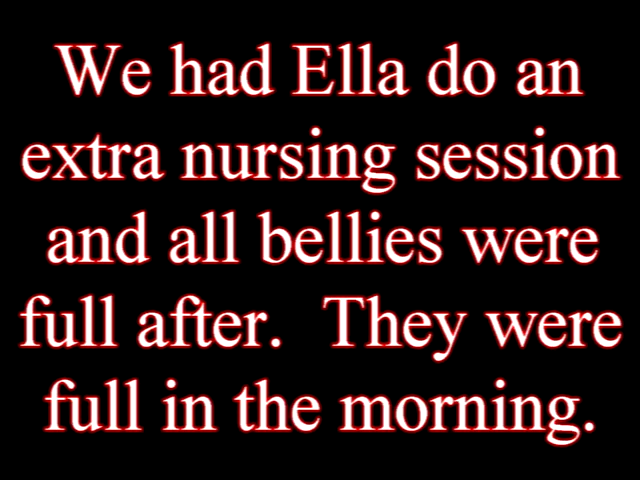 We had Ella do an
extra nursing session
and all bellies were
full after.  They were
full in the morning.